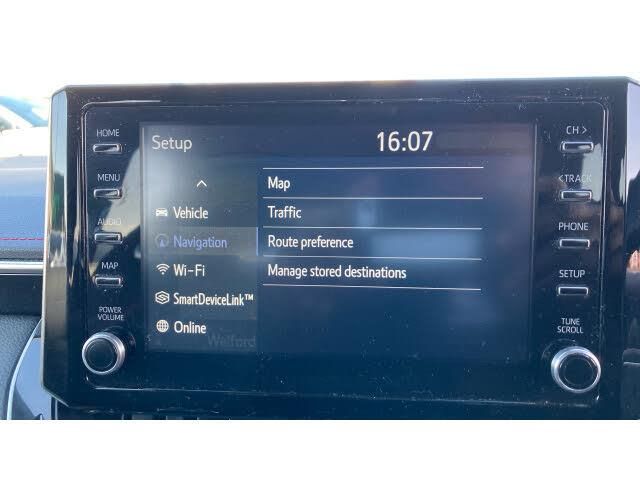 Setup
16:07
Map
Vehicle
Traffic
Navigation
Route preference
Wi-Fi
Manage stored destinations
SmartDeviceLink™
Online
Welford
HOME
MENU
AUDIO
MAP
POWER
VOLUME
CH >
<TRACK
PHONE
SETUP
TUNE
SCROLL